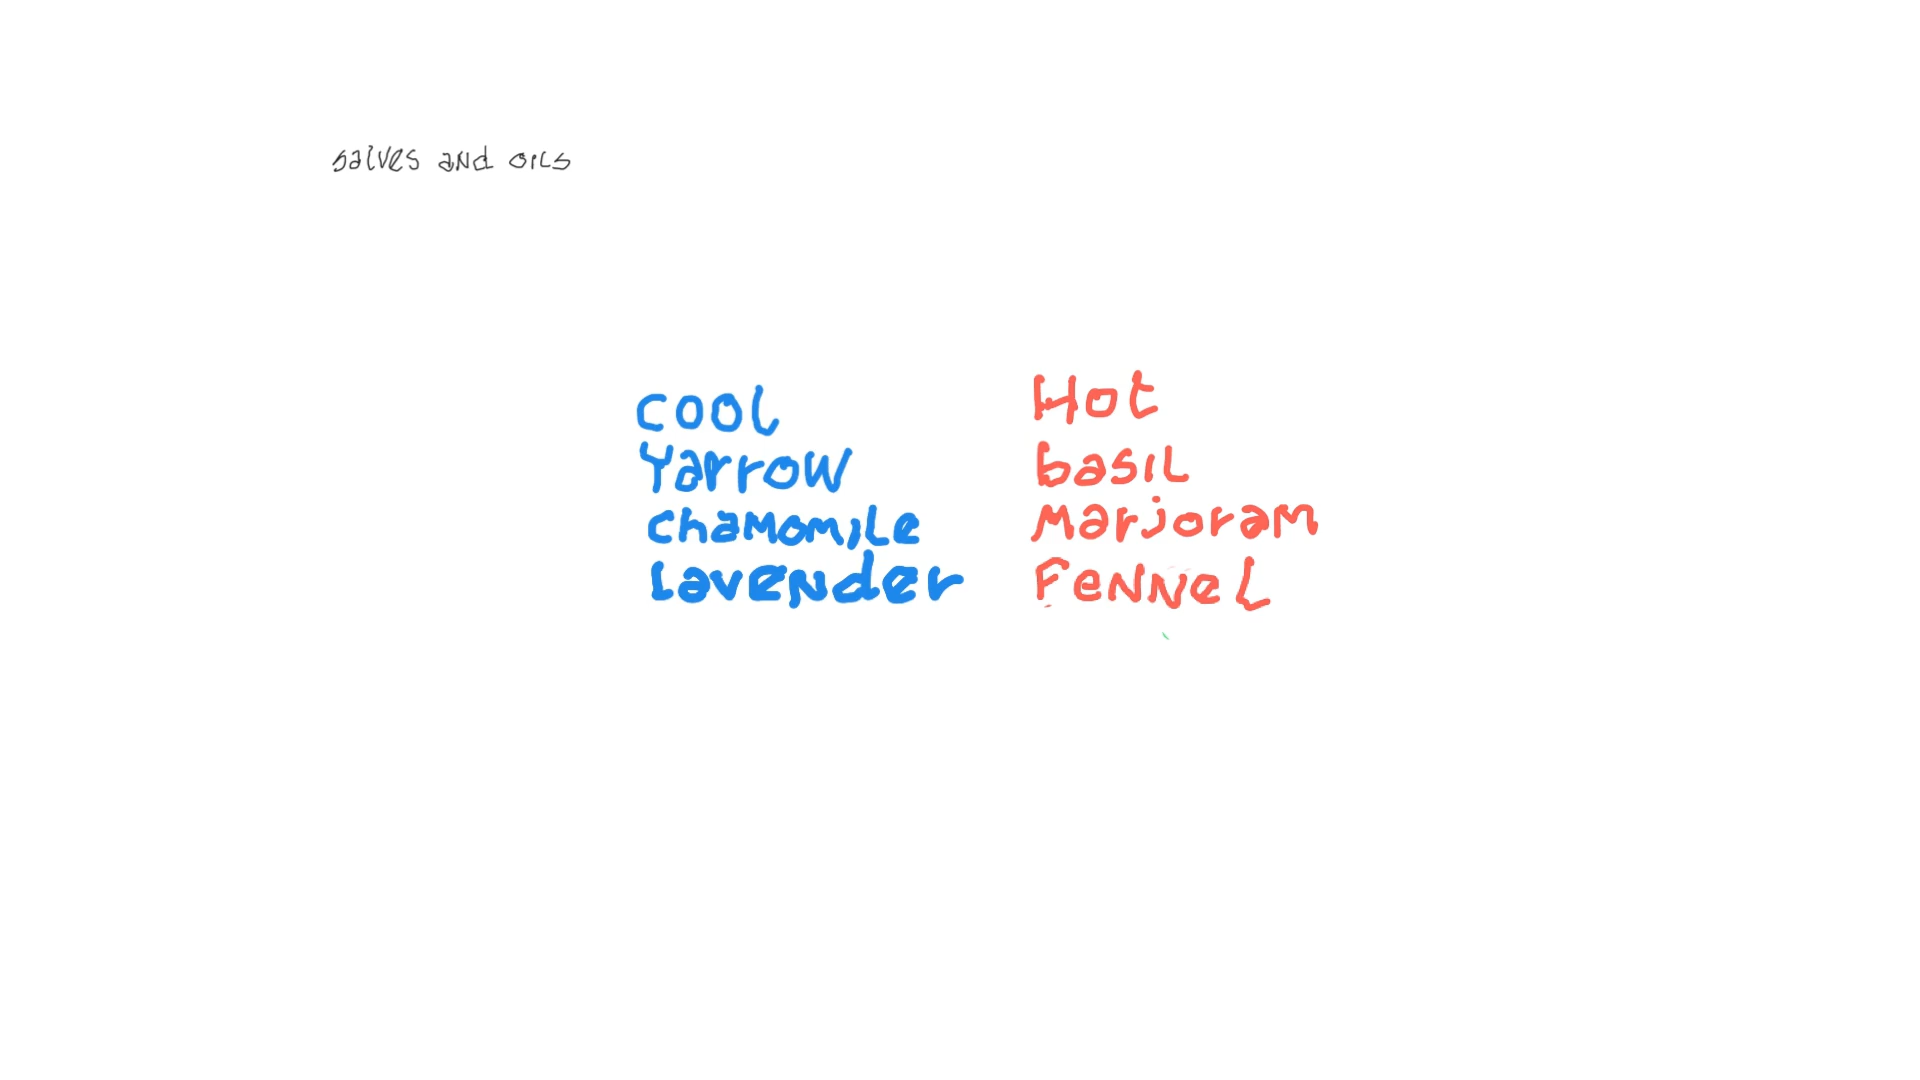 salves and oils
cool
Yarrow
chamomile
Lavender
Hot
basil
Marjoram
Fennel